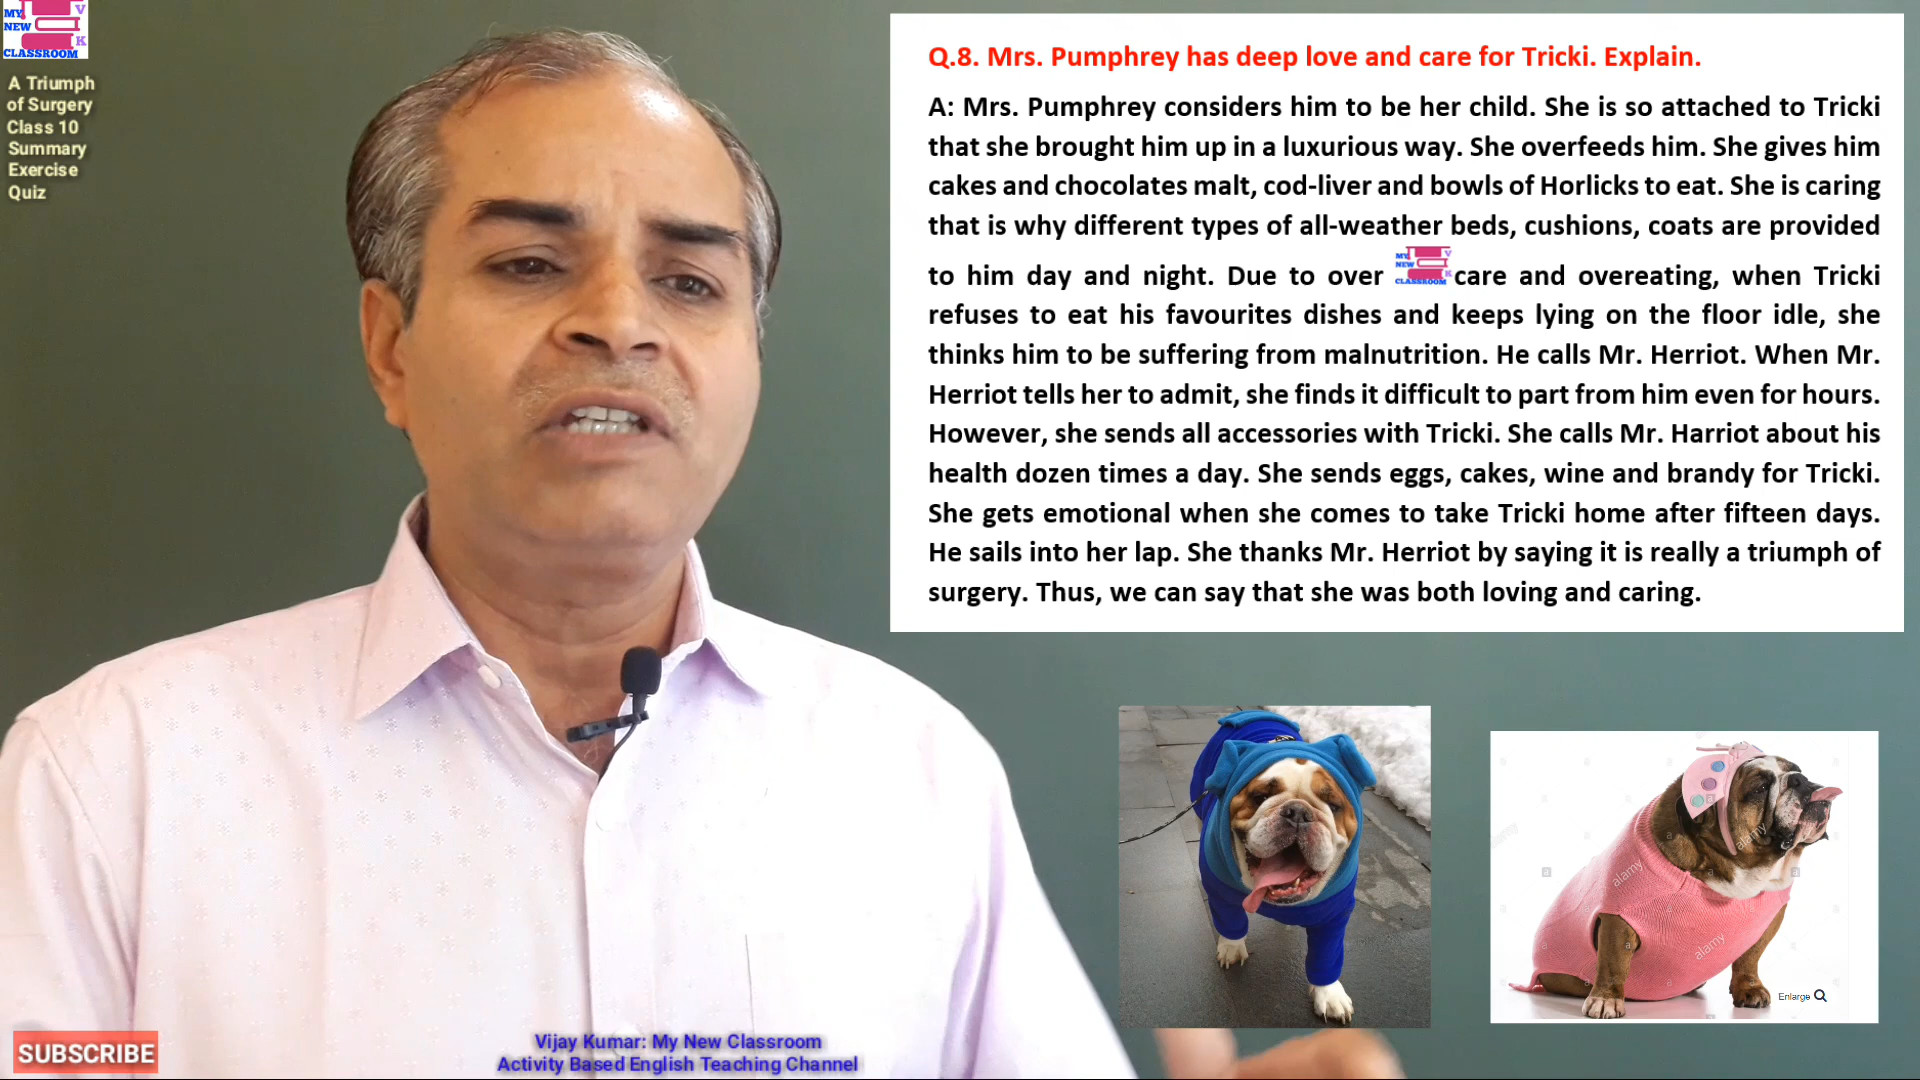 MY V
NEW
K
CLASSROOM
A Triumph
of Surgery
Class 10
Summary
Exercise
Quiz
Q.8. Mrs. Pumphrey has deep love and care for Tricki. Explain.
A: Mrs. Pumphrey considers him to be her child. She is so attached to Tricki
that she brought him up in a luxurious way. She overfeeds him. She gives him
cakes and chocolates malt, cod-liver and bowls of Horlicks to eat. She is caring
that is why different types of all-weather beds, cushions, coats are provided
to him day and night. Due to over MY NEW CLASSROOM V K care and overeating, when Tricki
refuses to eat his favourites dishes and keeps lying on the floor idle, she
thinks him to be suffering from malnutrition. He calls Mr. Herriot. When Mr.
Herriot tells her to admit, she finds it difficult to part from him even for hours.
However, she sends all accessories with Tricki. She calls Mr. Harriot about his
health dozen times a day. She sends eggs, cakes, wine and brandy for Tricki.
She gets emotional when she comes to take Tricki home after fifteen days.
He sails into her lap. She thanks Mr. Herriot by saying it is really a triumph of
surgery. Thus, we can say that she was both loving and caring.
alamy
alamy
alamy
Enlarge
SUBSCRIBE
Vijay Kumar: My New Classroom
Activity Based English Teaching Channel